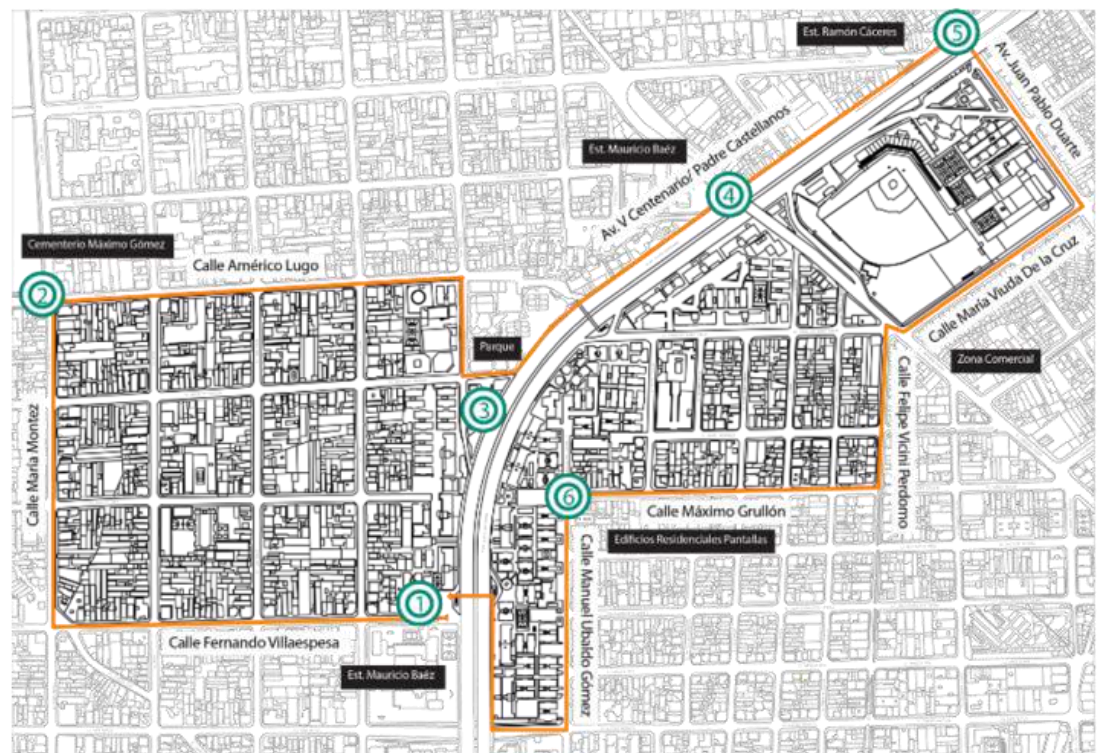 Est. Ramón Cáceres
5
Av. Juan Pablo Duarte
Est. Mauricio Baéz
Av. V Centenario/ Padre Castellanos
4
Cementerio Máximo Gómez
Calle Américo Lugo
2
Calle María Viuda De la Cruz
Parque
Zona Comercial
3
Calle María Montez
Calle Felipe Vicini Perdomo
6
Calle Máximo Grullón
Edificios Residenciales Pantallas
Calle Manuel Ubaldo Gómez
1
Calle Fernando Villaespesa
Est. Mauricio Baéz